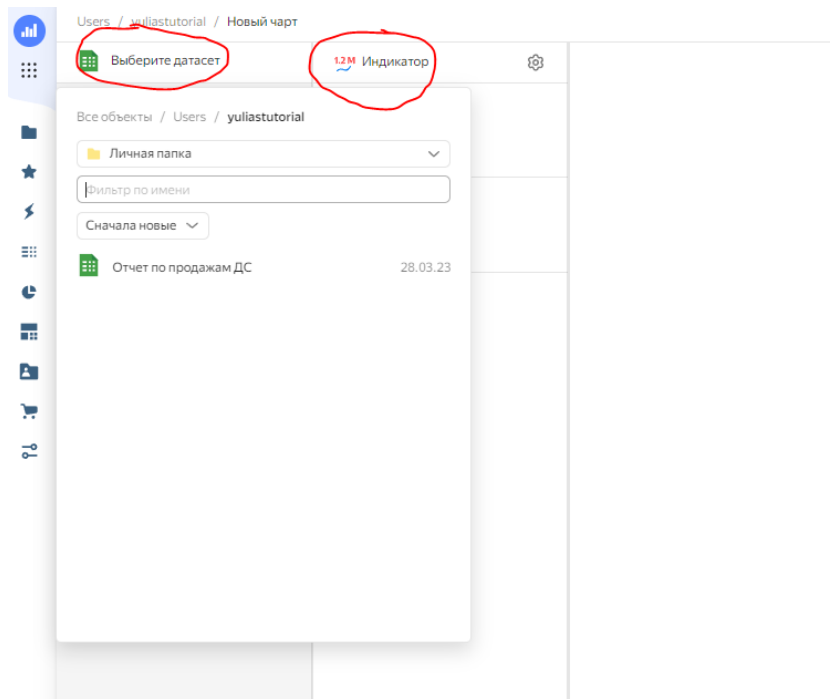 Users / yuliastutorial / Новый чарт
Выберите датасет
1.2 M Индикатор
Все объекты / Users / yuliastutorial
Личная папка
Фильтр по имени
Сначала новые
Отчет по продажам ДС 28.03.23